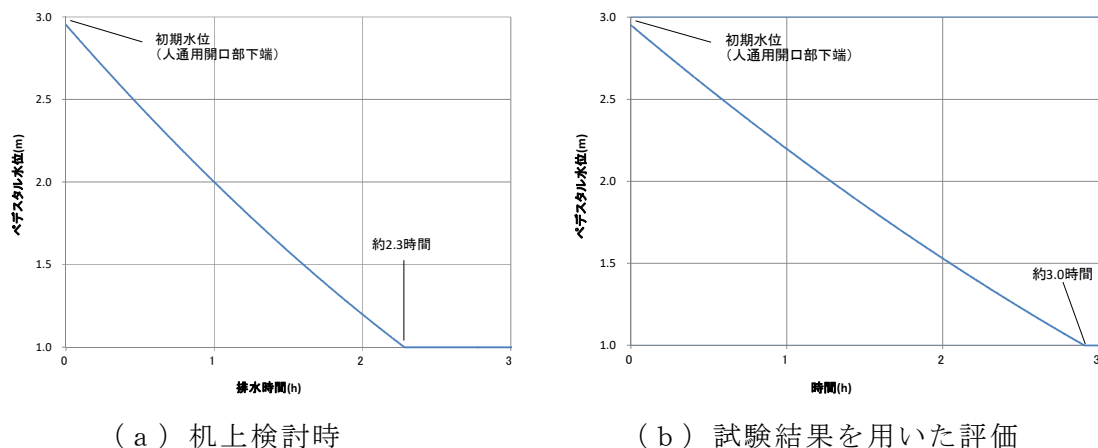 3.0
2.5
2.0
1.5
1.0
0
1
2
3
ペデスタル水位(m)
排水時間(h)
初期水位
（人通用開口部下端）
約2.3時間
（ａ）机上検討時
3.0
2.5
2.0
1.5
1.0
0
1
2
3
ペデスタル水位(m)
時間(h)
初期水位
（人通用開口部下端）
約3.0時間
（ｂ）試験結果を用いた評価